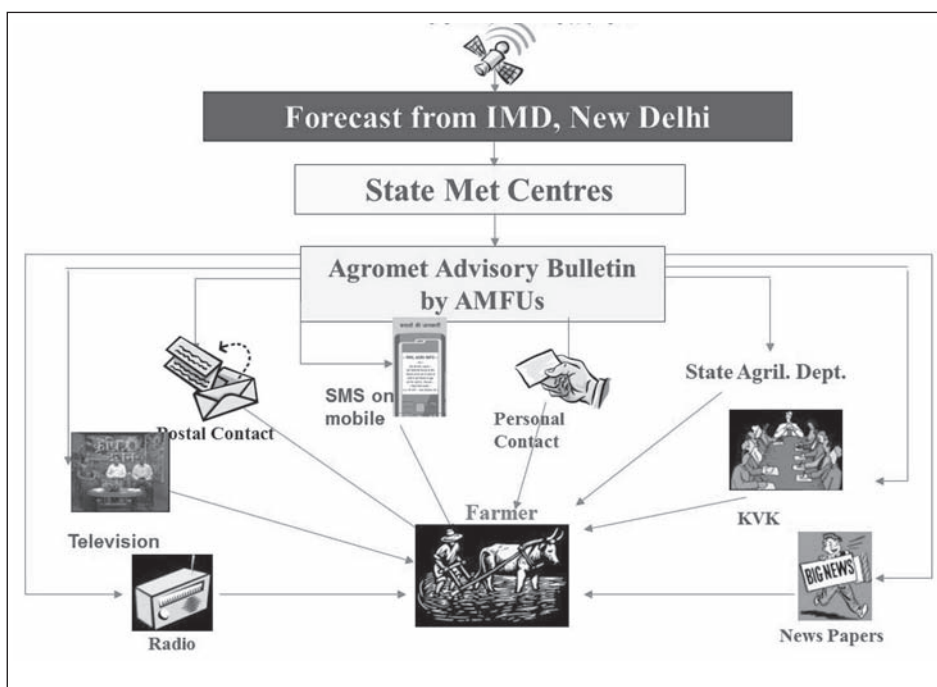 Forecast from IMD, New Delhi
State Met Centres
Agromet Advisory Bulletin
by AMFUs
State Agril. Dept.
SMS on
mobile
Personal
Contact
Postal Contact
Farmer
KVK
Television
BIG NEWS
Radio
News Papers